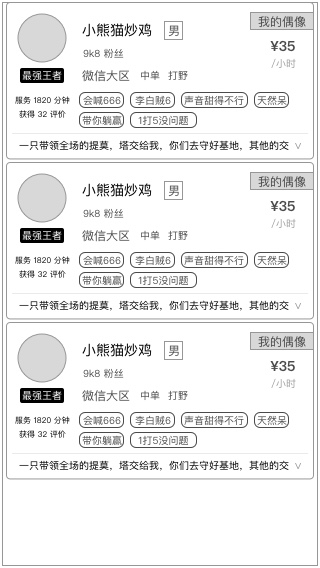 小熊猫炒鸡 男 我的偶像
9k8 粉丝 ¥35
/小时
最强王者 微信大区 中单 打野
服务 1820 分钟 会喊666 李白贼6 声音甜得不行 天然呆
获得 32 评价 带你躺赢 1打5没问题
一只带领全场的提莫，塔交给我，你们去守好基地，其他的交
小熊猫炒鸡 男 我的偶像
9k8 粉丝 ¥35
/小时
最强王者 微信大区 中单 打野
服务 1820 分钟 会喊666 李白贼6 声音甜得不行 天然呆
获得 32 评价 带你躺赢 1打5没问题
一只带领全场的提莫，塔交给我，你们去守好基地，其他的交
小熊猫炒鸡 男 我的偶像
9k8 粉丝 ¥35
/小时
最强王者 微信大区 中单 打野
服务 1820 分钟 会喊666 李白贼6 声音甜得不行 天然呆
获得 32 评价 带你躺赢 1打5没问题
一只带领全场的提莫，塔交给我，你们去守好基地，其他的交